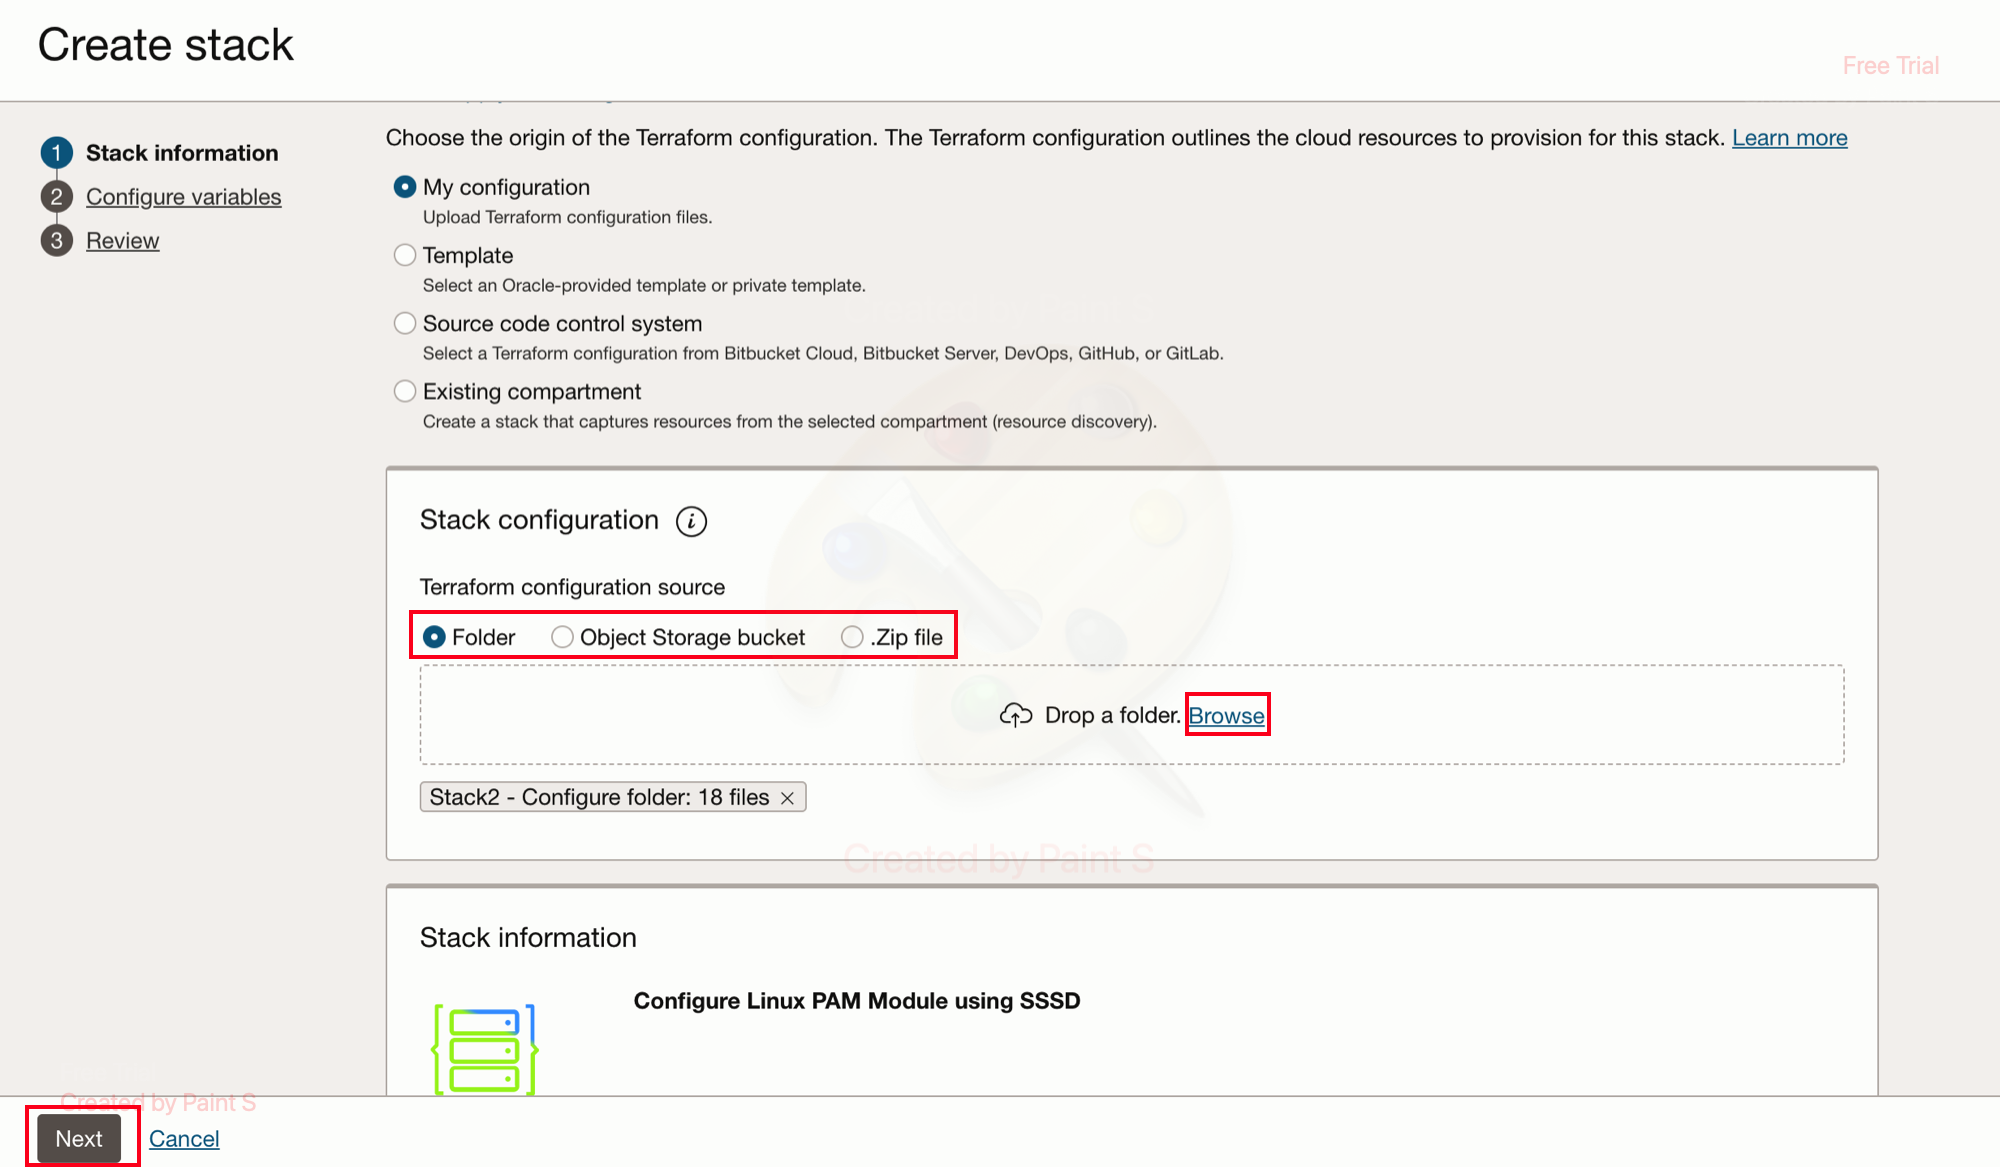 Create stack
Free Trial
1 Stack information
2 Configure variables
3 Review
Choose the origin of the Terraform configuration. The Terraform configuration outlines the cloud resources to provision for this stack. Learn more
My configuration
Upload Terraform configuration files.
Template
Select an Oracle-provided template or private template.
Source code control system
Select a Terraform configuration from Bitbucket Cloud, Bitbucket Server, DevOps, GitHub, or GitLab.
Existing compartment
Create a stack that captures resources from the selected compartment (resource discovery).
Stack configuration i
Terraform configuration source
Folder Object Storage bucket .Zip file
Drop a folder. Browse
Stack2 - Configure folder: 18 files ×
Created by Paint S
Stack information
Configure Linux PAM Module using SSSD
Created by Paint S
Next Cancel